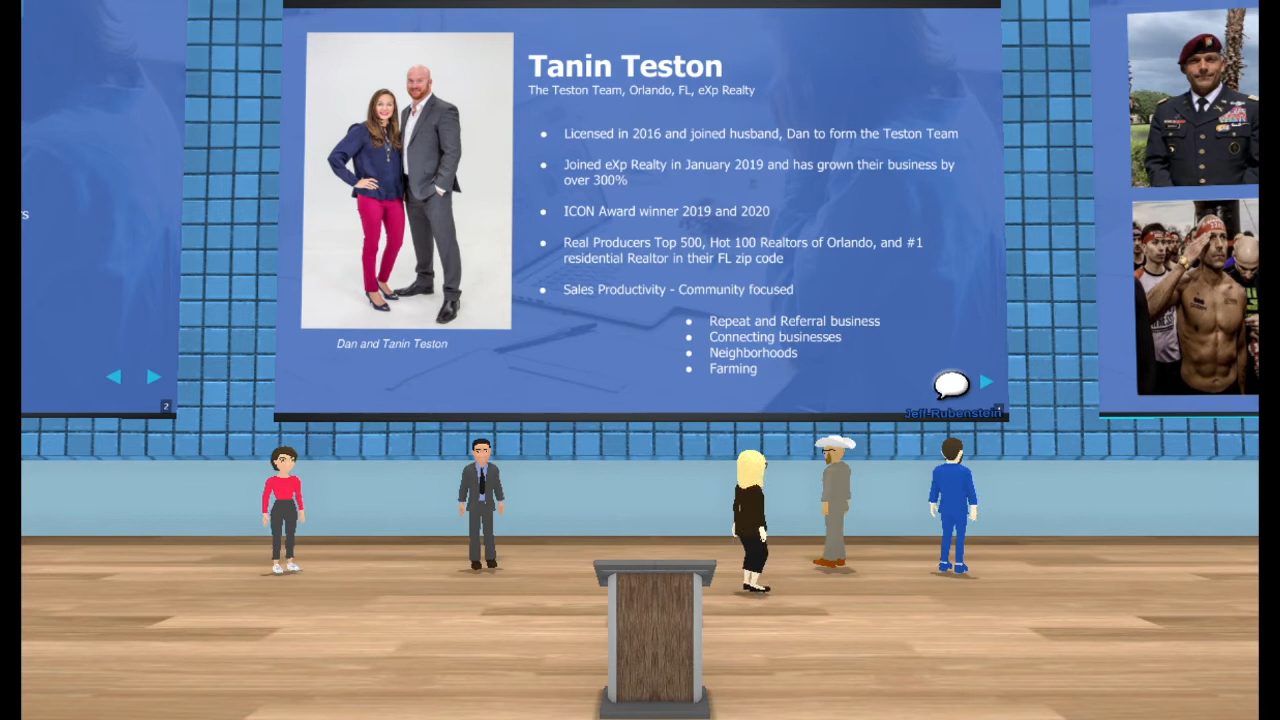 Tanin Teston
The Teston Team, Orlando, FL, eXp Realty
● Licensed in 2016 and joined husband, Dan to form the Teston Team
● Joined eXp Realty in January 2019 and has grown their business by
over 300%
● ICON Award winner 2019 and 2020
● Real Producers Top 500, Hot 100 Realtors of Orlando, and #1
residential Realtor in their FL zip code
● Sales Productivity - Community focused
● Repeat and Referral business
● Connecting businesses
● Neighborhoods
● Farming
Dan and Tanin Teston
Jeff Rubenstein
2